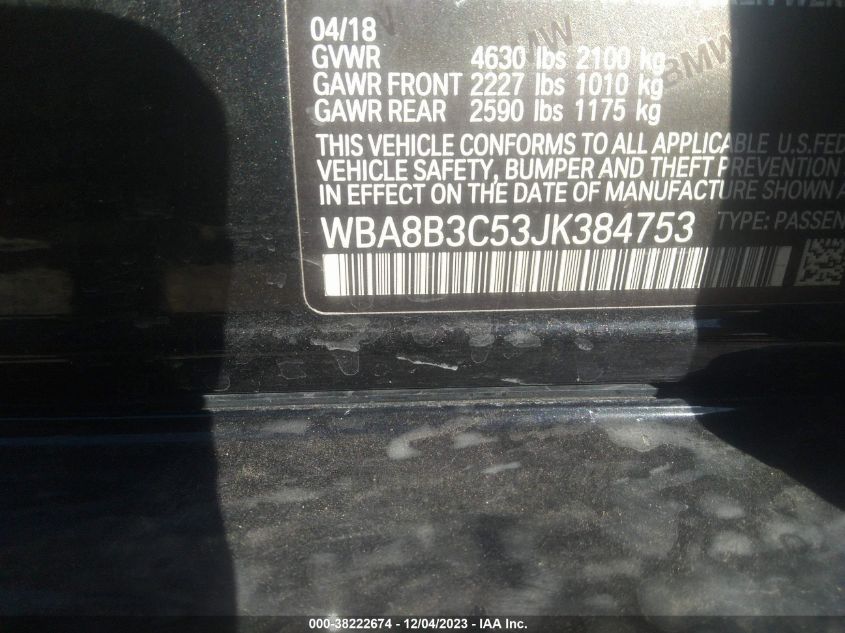 04/18
GVWR 4630 lbs 2100 kg
GAWR FRONT 2227 lbs 1010 kg
GAWR REAR 2590 lbs 1175 kg
BMW
THIS VEHICLE CONFORMS TO ALL APPLICABLE U.S.FED
VEHICLE SAFETY, BUMPER AND THEFT PREVENTION
IN EFFECT ON THE DATE OF MANUFACTURE SHOWN A
WBA8B3C53JK384753 TYPE: PASSEN
000-38222674 - 12/04/2023 - IAA Inc.